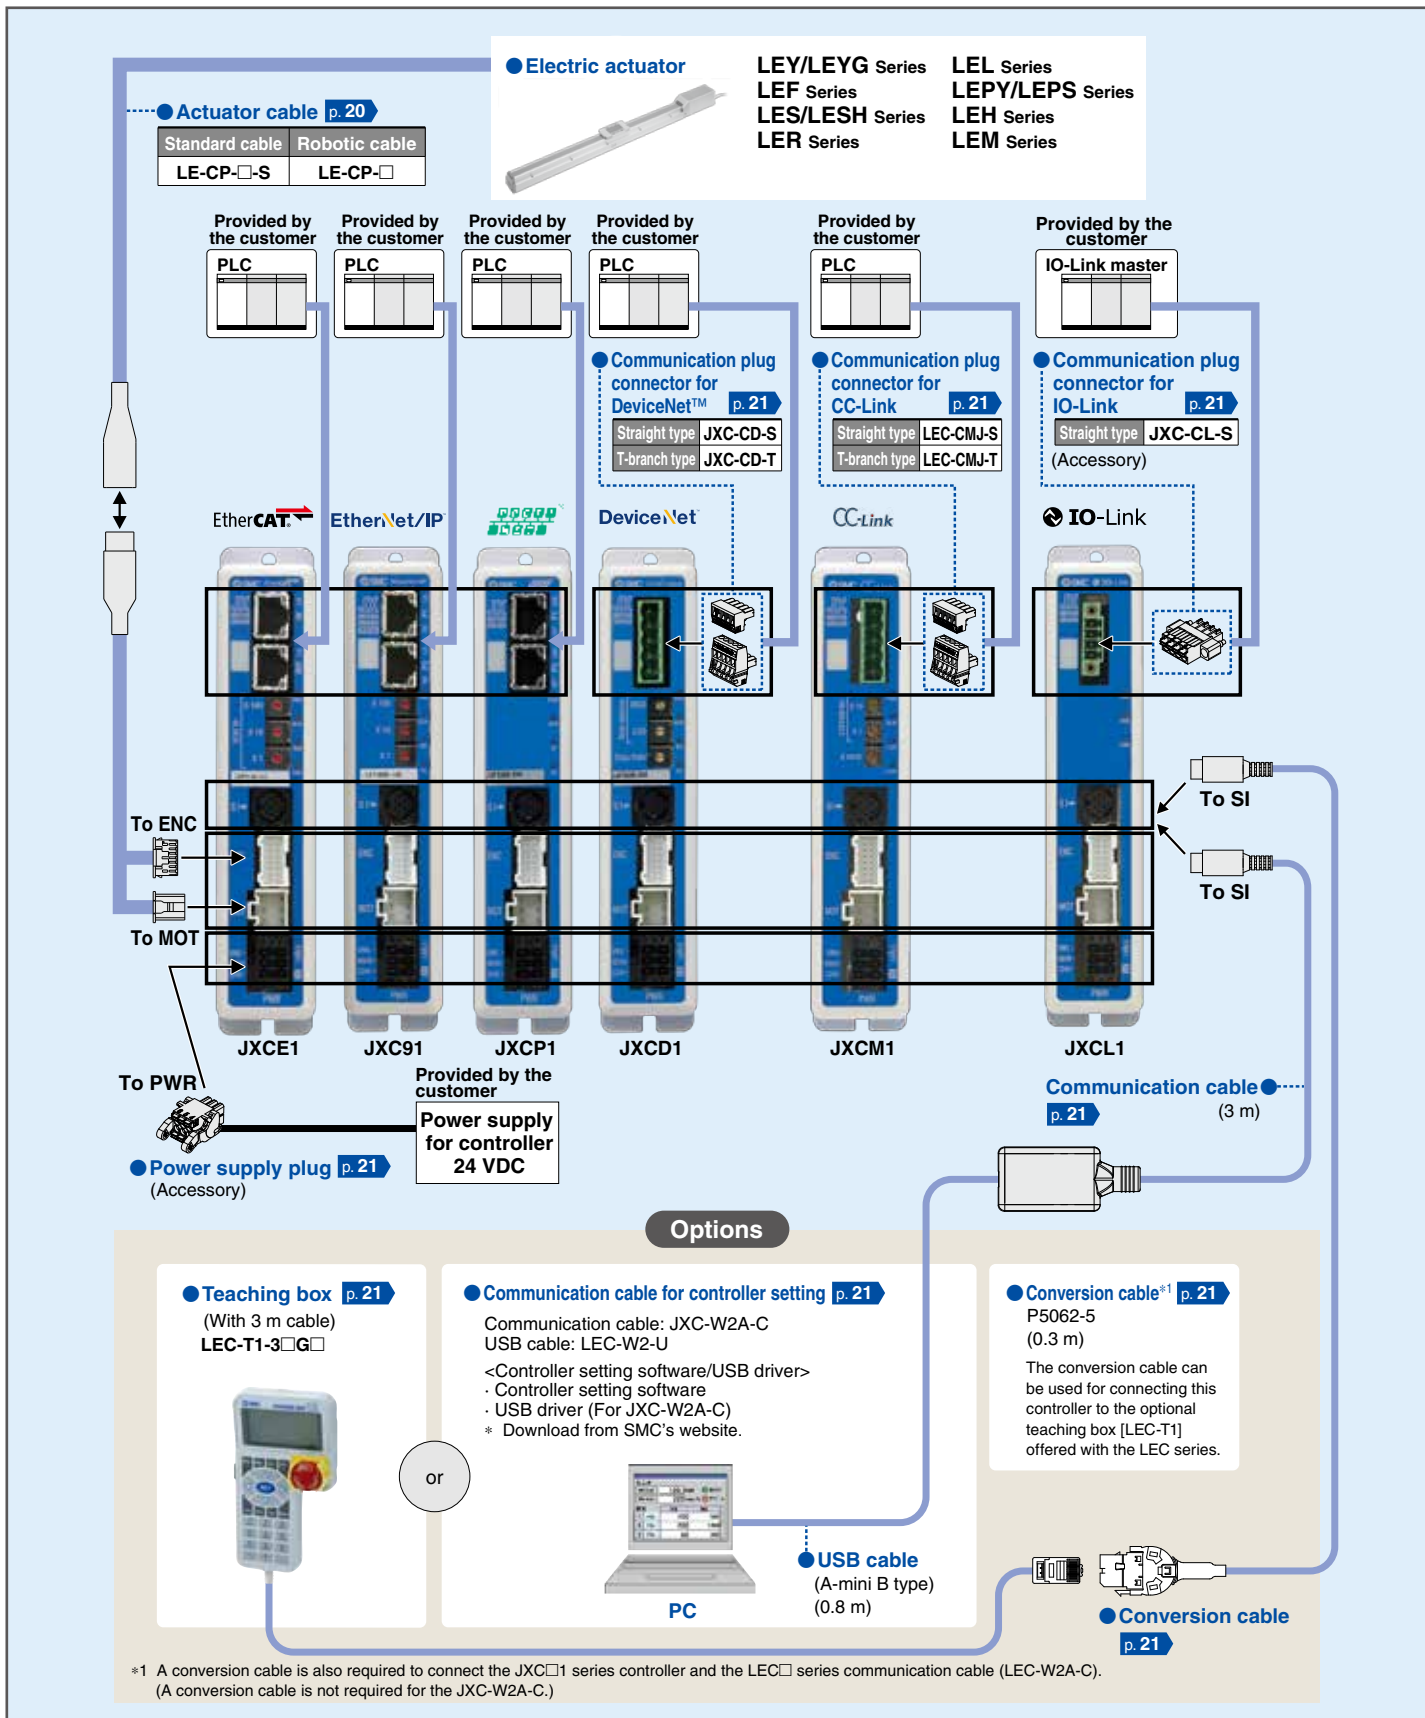 Electric actuator
LEY/LEYG Series
LEF Series
LES/LESH Series
LER Series
LEL Series
LEPY/LEPS Series
LEH Series
LEM Series
Actuator cable p. 20
Standard cable Robotic cable
LE-CP-□-S LE-CP-□
Provided by
the customer
PLC
Provided by
the customer
PLC
Provided by
the customer
PLC
Provided by
the customer
PLC
Provided by
the customer
PLC
Provided by the
customer
IO-Link master
Communication plug
connector for
DeviceNet™ p. 21
Straight type JXC-CD-S
T-branch type JXC-CD-T
Communication plug
connector for
CC-Link p. 21
Straight type LEC-CMJ-S
T-branch type LEC-CMJ-T
Communication plug
connector for
IO-Link p. 21
Straight type JXC-CL-S
(Accessory)
EtherCAT®
EtherNet/IP
DeviceNet
CC-Link
IO-Link
To SI
To SI
To ENC
To MOT
JXCE1
JXC91
JXCP1
JXCD1
JXCM1
JXCL1
To PWR
Provided by the
customer
Power supply
for controller
24 VDC
Power supply plug p. 21
(Accessory)
Communication cable
p. 21 (3 m)
Options
Teaching box p. 21
(With 3 m cable)
LEC-T1-3□G□
or
Communication cable for controller setting p. 21
Communication cable: JXC-W2A-C
USB cable: LEC-W2-U
<Controller setting software/USB driver>
· Controller setting software
· USB driver (For JXC-W2A-C)
* Download from SMC's website.
PC
USB cable
(A-mini B type)
(0.8 m)
Conversion cable*1 p. 21
P5062-5
(0.3 m)
The conversion cable can
be used for connecting this
controller to the optional
teaching box [LEC-T1]
offered with the LEC series.
Conversion cable
p. 21
*1 A conversion cable is also required to connect the JXC□1 series controller and the LEC□ series communication cable (LEC-W2A-C).
(A conversion cable is not required for the JXC-W2A-C.)